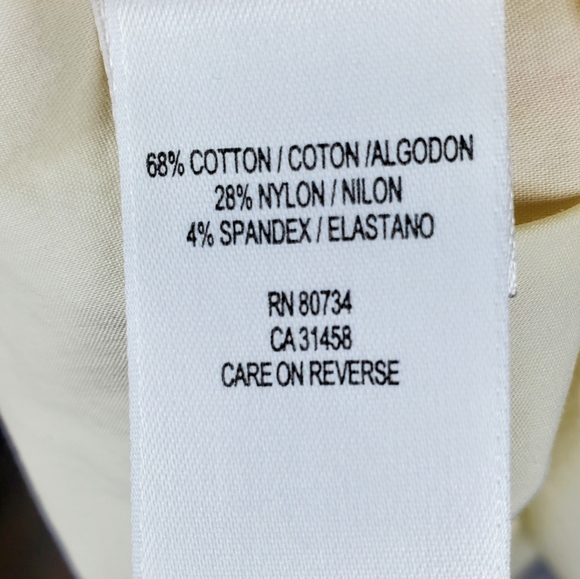 68% COTTON / COTON /ALGODON
28% NYLON / NILON
4% SPANDEX / ELASTANO
RN 80734
CA 31458
CARE ON REVERSE